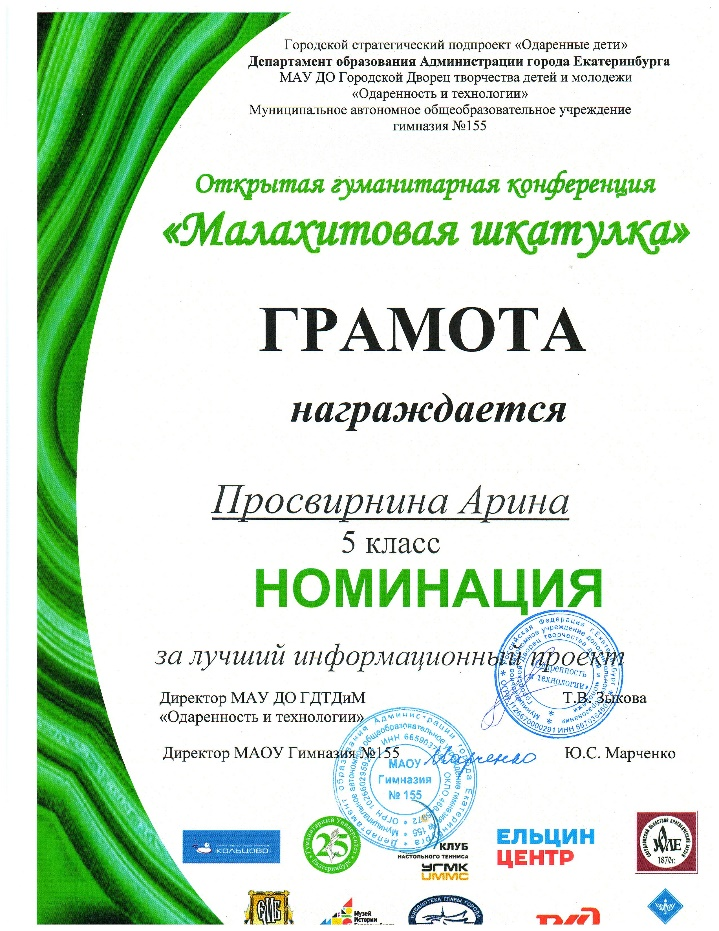 Городской стратегический подпроект «Одаренные дети»
Департамент образования Администрации города Екатеринбурга
МАУ ДО Городской Дворец творчества детей и молодежи
«Одаренность и технологии»
Муниципальное автономное общеобразовательное учреждение
гимназия №155
Открытая гуманитарная конференция
«Малахитовая шкатулка»
ГРАМОТА
награждается
Просвирнина Арина
5 класс
НОМИНАЦИЯ
за лучший информационный проект
Директор МАУ ДО ГДТДиМ
«Одаренность и технологии»
Т.В. Зыкова
Директор МАОУ Гимназия №155
Ю.С. Марченко
МАОУ
Гимназия
№ 155
КОЛЬЦОВО
25
КЛУБ
НАСТОЛЬНОГО ТЕННИСА
УГМК
UMMC
ЕЛЬЦИН
ЦЕНТР
1870г.
Музей
Истории